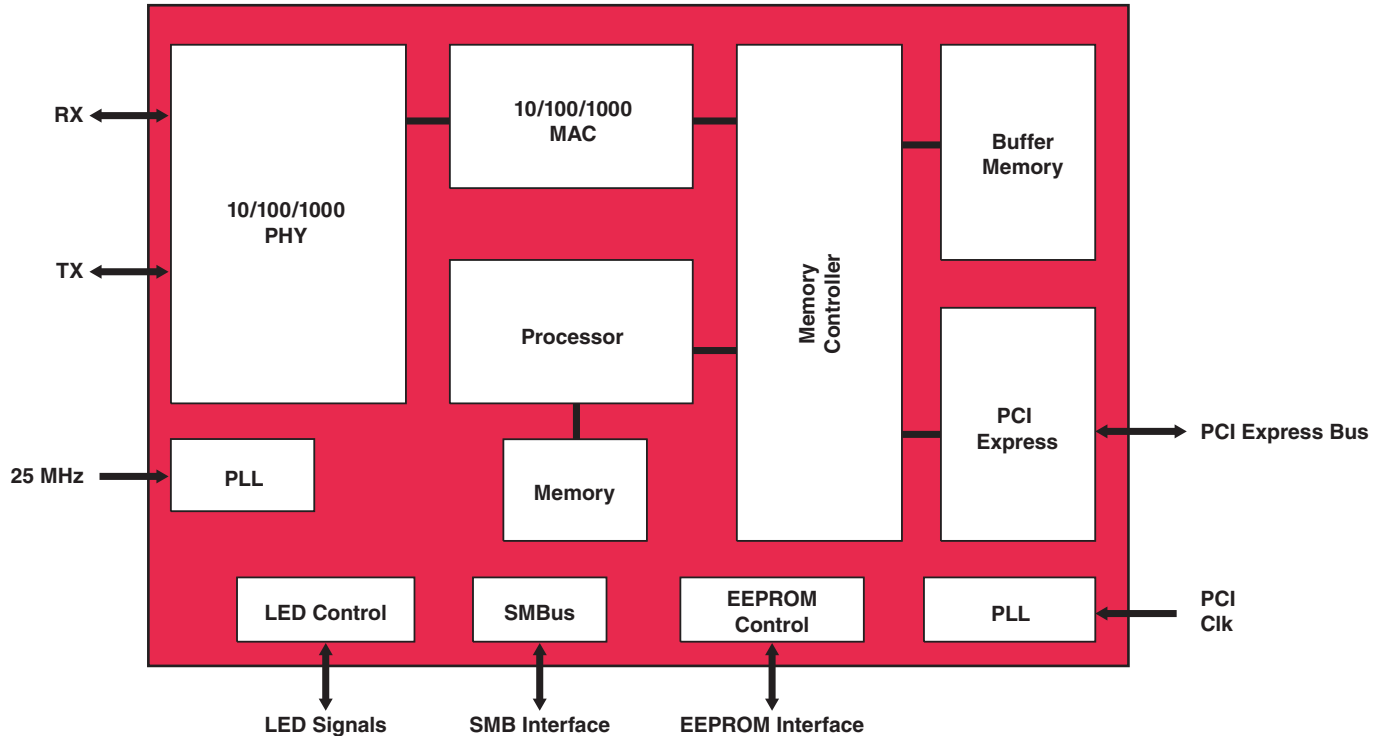 RX
10/100/1000
PHY
TX
10/100/1000
MAC
Buffer
Memory
Memory
Controller
Processor
PCI
Express
PCI Express Bus
25 MHz
PLL
Memory
LED Control
SMBus
EEPROM
Control
PLL
PCI
Clk
LED Signals
SMB Interface
EEPROM Interface